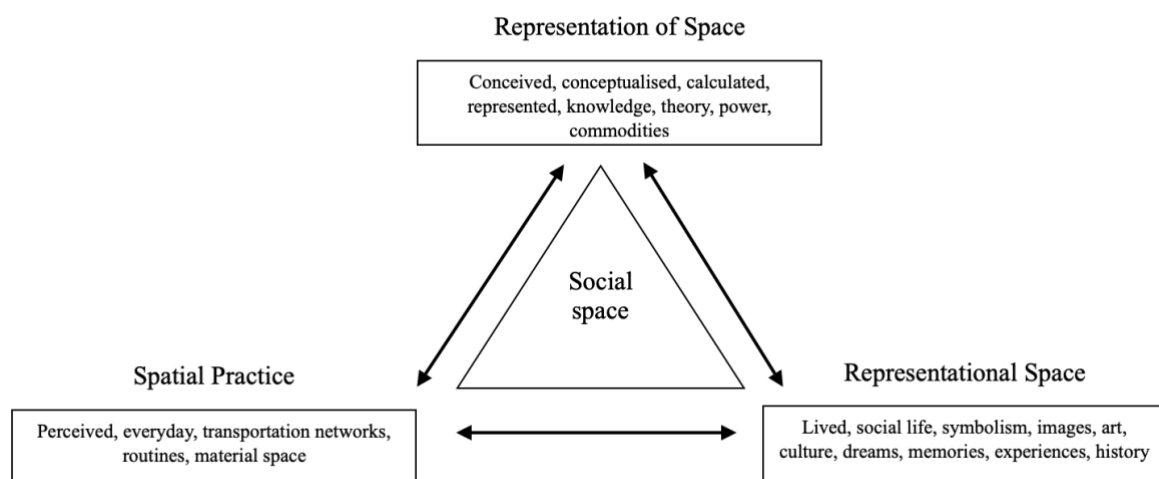 Representation of Space
Conceived, conceptualised, calculated,
represented, knowledge, theory, power,
commodities
Social
space
Spatial Practice
Perceived, everyday, transportation networks,
routines, material space
Representational Space
Lived, social life, symbolism, images, art,
culture, dreams, memories, experiences, history